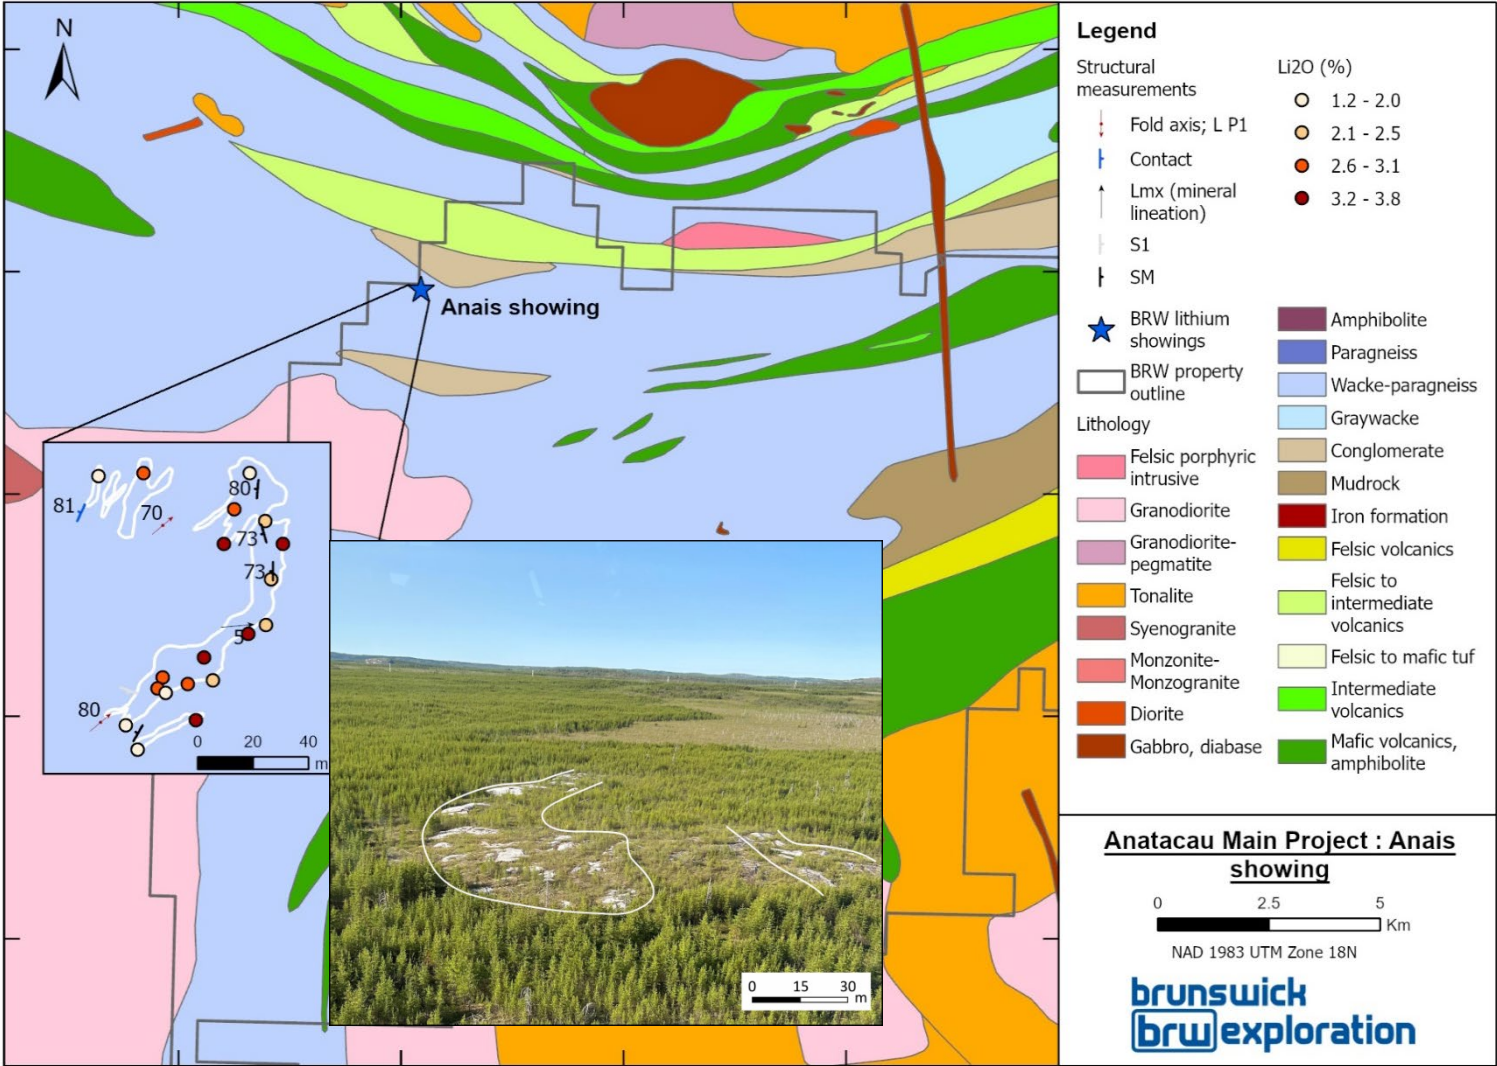 N
Anais showing
81
70
80
73
73
5
80
0 20 40
m
0 15 30
m
Legend
Structural
measurements
Fold axis; L P1
Contact
Lmx (mineral
lineation)
S1
SM
BRW lithium
showings
BRW property
outline
Lithology
Felsic porphyric
intrusive
Granodiorite
Granodiorite-
pegmatite
Tonalite
Syenogranite
Monzonite-
Monzogranite
Diorite
Gabbro, diabase
Li2O (%)
1.2 - 2.0
2.1 - 2.5
2.6 - 3.1
3.2 - 3.8
Amphibolite
Paragneiss
Wacke-paragneiss
Graywacke
Conglomerate
Mudrock
Iron formation
Felsic volcanics
Felsic to
intermediate
volcanics
Felsic to mafic tuf
Intermediate
volcanics
Mafic volcanics,
amphibolite
Anatacau Main Project : Anais
showing
0 2.5 5
Km
NAD 1983 UTM Zone 18N
brunswick
brw exploration